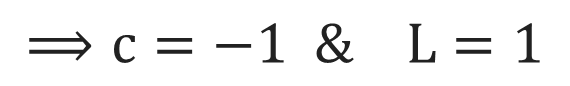 ⟹ c = −1 & L = 1